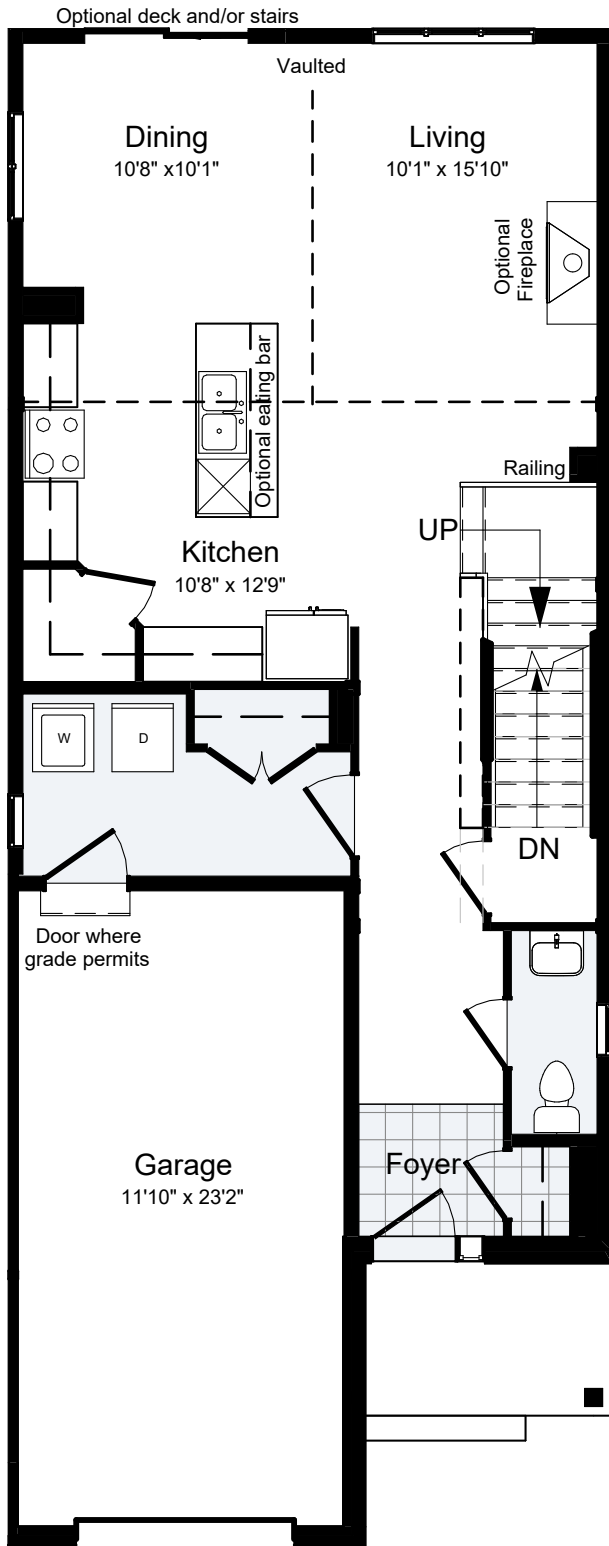 Optional deck and/or stairs
Vaulted
Dining
10'8" x10'1"
Living
10'1" x 15'10"
Optional
Fireplace
Optional eating bar
Railing
UP
Kitchen
10'8" x 12'9"
W
D
DN
Door where
grade permits
Garage
11'10" x 23'2"
Foyer